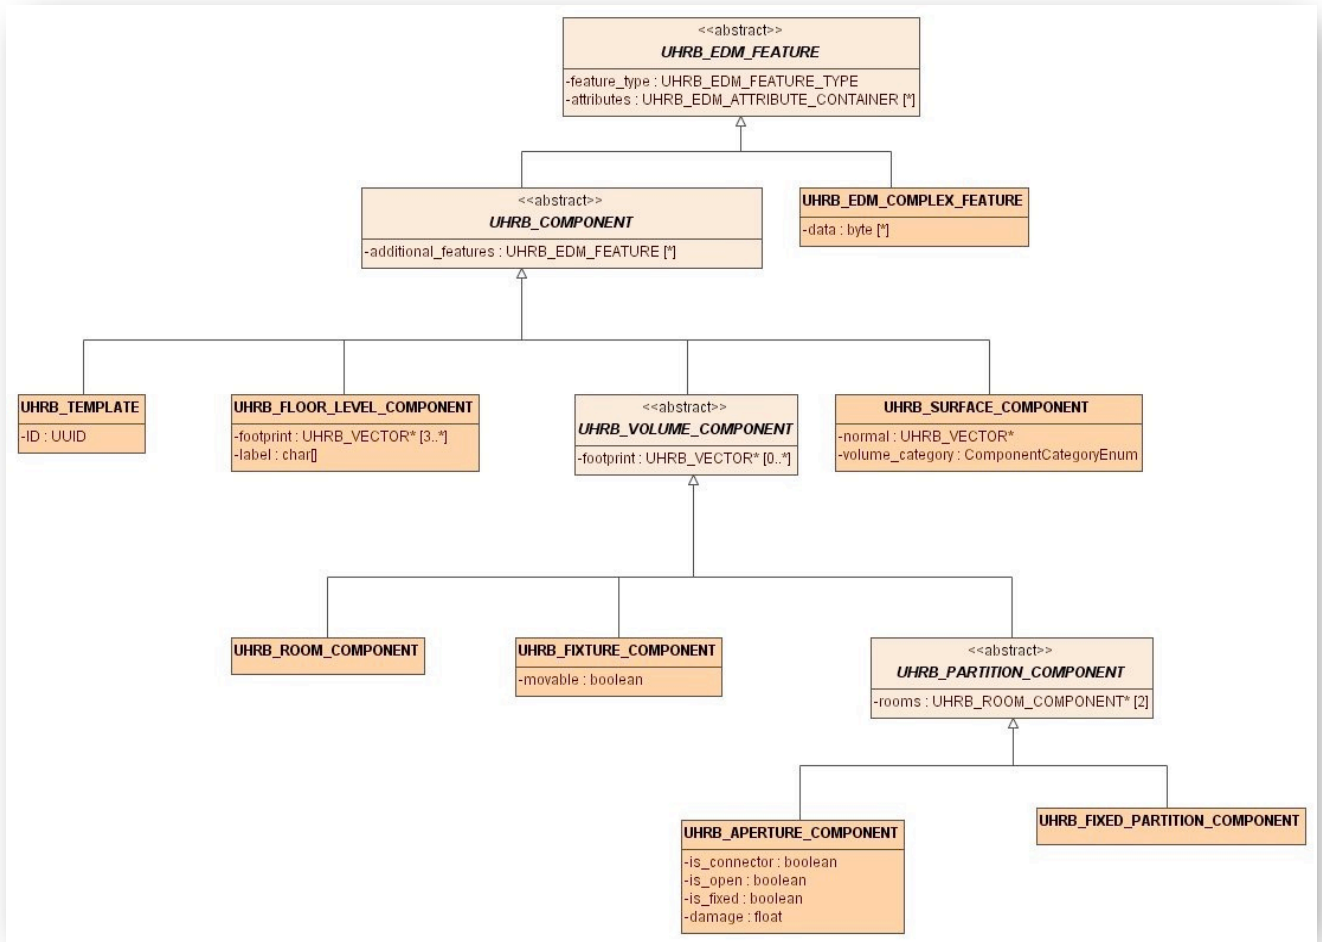 <<abstract>>
UHRB_EDM_FEATURE
-feature_type : UHRB_EDM_FEATURE_TYPE
-attributes : UHRB_EDM_ATTRIBUTE_CONTAINER [*]
<<abstract>>
UHRB_COMPONENT
-additional_features : UHRB_EDM_FEATURE [*]
UHRB_EDM_COMPLEX_FEATURE
-data : byte [*]
UHRB_TEMPLATE
-ID : UUID
UHRB_FLOOR_LEVEL_COMPONENT
-footprint : UHRB_VECTOR* [3..*]
-label : char[]
<<abstract>>
UHRB_VOLUME_COMPONENT
-footprint : UHRB_VECTOR* [0..*]
UHRB_SURFACE_COMPONENT
-normal : UHRB_VECTOR*
-volume_category : ComponentCategoryEnum
UHRB_ROOM_COMPONENT
UHRB_FIXTURE_COMPONENT
-movable : boolean
<<abstract>>
UHRB_PARTITION_COMPONENT
-rooms : UHRB_ROOM_COMPONENT* [2]
UHRB_APERTURE_COMPONENT
-is_connector : boolean
-is_open : boolean
-is_fixed : boolean
-damage : float
UHRB_FIXED_PARTITION_COMPONENT